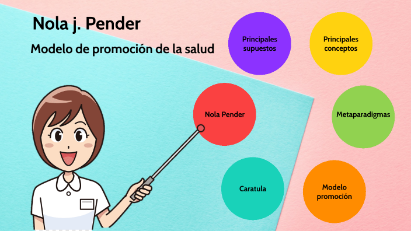 Nola j. Pender
Modelo de promoción de la salud
Principales
supuestos
Principales
conceptos
Nola Pender
Metaparadigmas
Caratula
Modelo
promoción